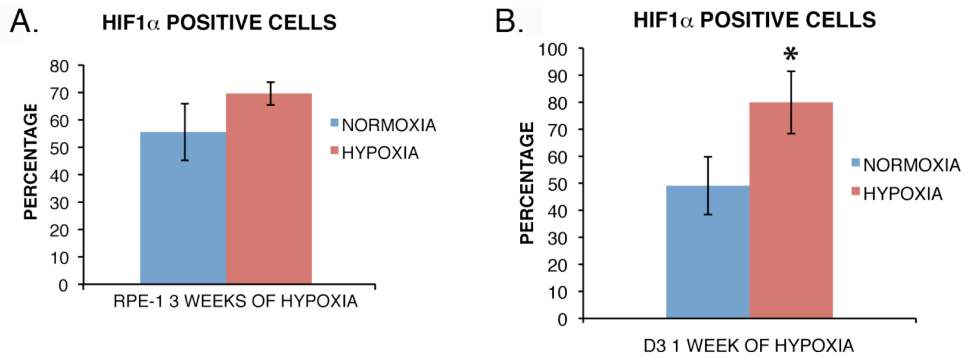 A.
HIF1α POSITIVE CELLS
PERCENTAGE
80
70
60
50
40
30
20
10
0
NORMOXIA
HYPOXIA
RPE-1 3 WEEKS OF HYPOXIA
B.
HIF1α POSITIVE CELLS
PERCENTAGE
100
90
80
70
60
50
40
30
20
10
0
*
NORMOXIA
HYPOXIA
D3 1 WEEK OF HYPOXIA